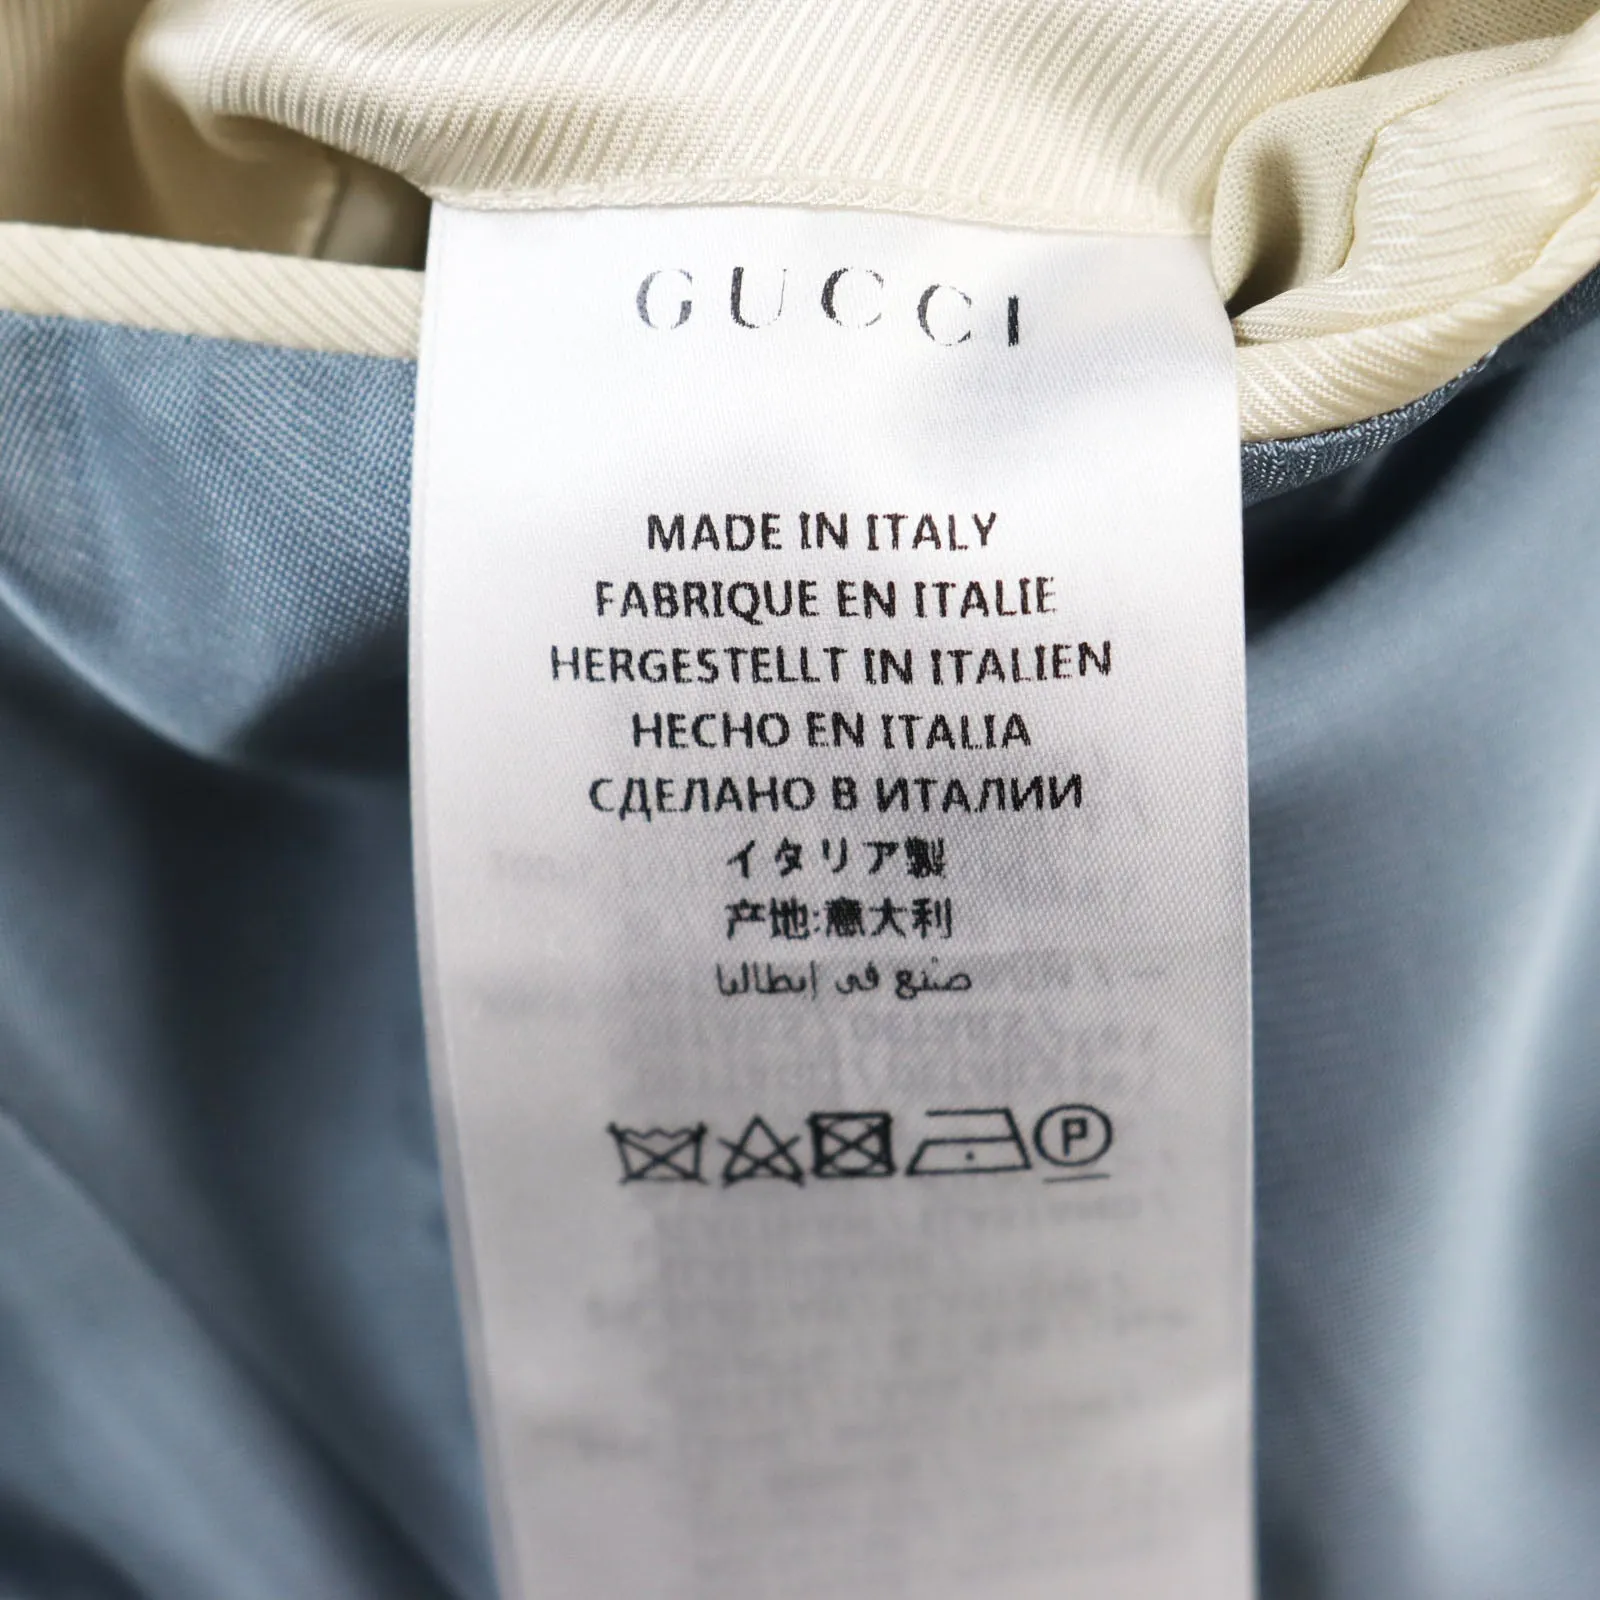 GUCCI
MADE IN ITALY
FABRIQUE EN ITALIE
HERGESTELLT IN ITALIEN
HECHO EN ITALIA
СДЕЛАНО В ИТАЛИИ
イタリア製
产地:意大利
صنع في إيطاليا
P